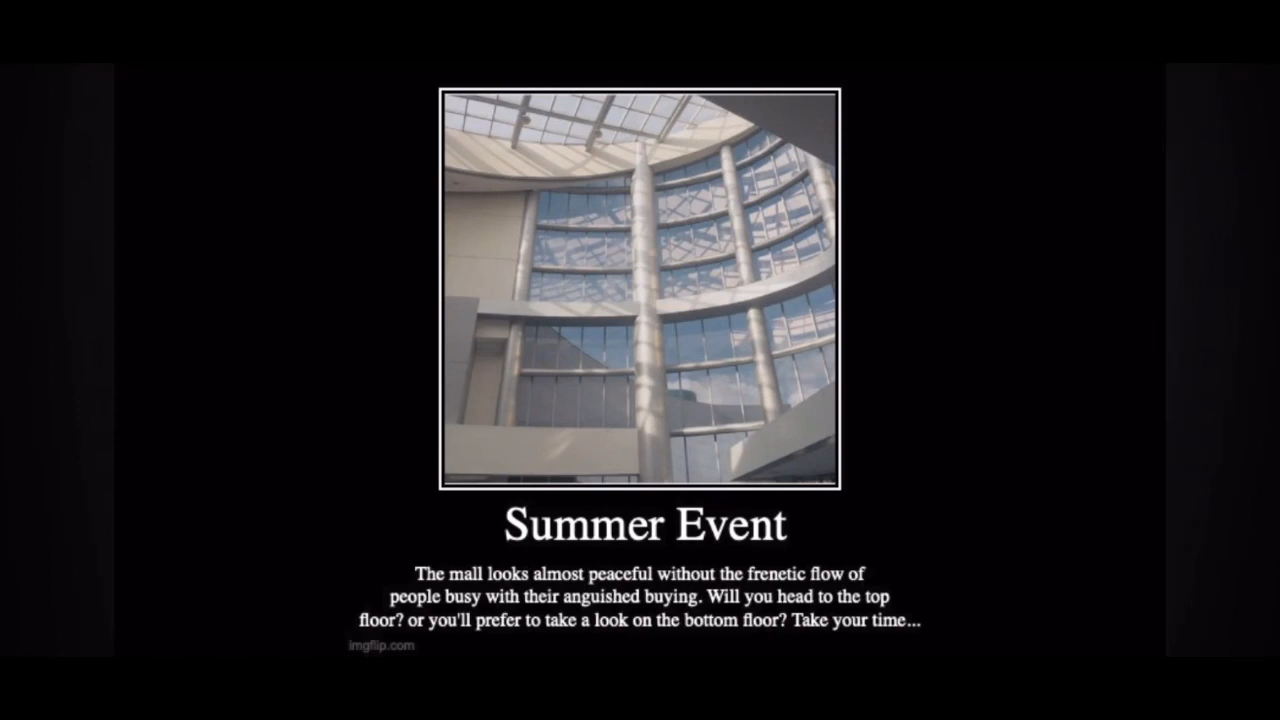 Summer Event
The mall looks almost peaceful without the frenetic flow of
people busy with their anguished buying. Will you head to the top
floor? or you'll prefer to take a look on the bottom floor? Take your time...
imgflip.com